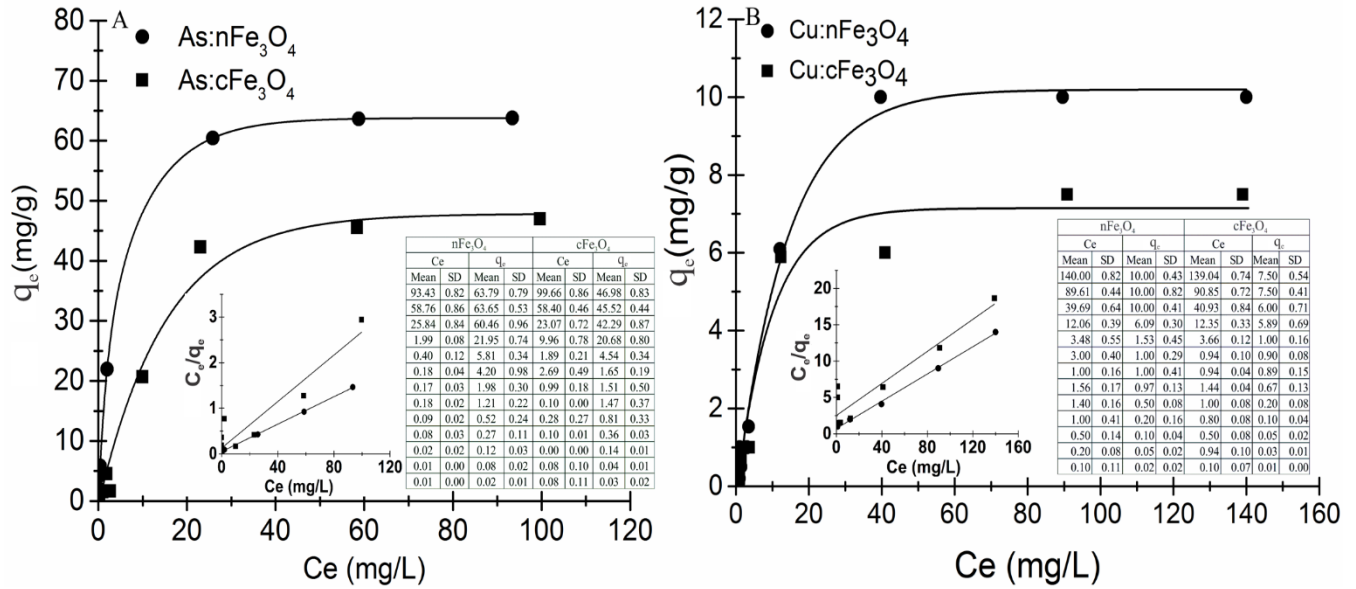 A
As:nFe3O4
As:cFe3O4
80
70
60
50
40
30
20
10
0
qe (mg/g)
0 20 40 60 80 100 120
Ce (mg/L)
3
2
1
0
Ce/qe
0 40 80 120
Ce (mg/L)
nFe3O4 cFe3O4
Ce qe Ce qe
Mean SD Mean SD Mean SD Mean SD
93.43 0.82 63.79 0.79 99.66 0.86 46.98 0.83
58.76 0.86 63.65 0.53 58.40 0.46 45.52 0.44
25.84 0.84 60.46 0.96 23.07 0.72 42.29 0.87
1.99 0.08 21.95 0.74 9.96 0.78 20.68 0.80
0.40 0.12 5.81 0.34 1.89 0.21 4.54 0.34
0.18 0.04 4.20 0.98 2.69 0.49 1.65 0.19
0.17 0.03 1.98 0.30 0.99 0.18 1.51 0.50
0.18 0.02 1.21 0.22 0.10 0.00 1.47 0.37
0.09 0.02 0.52 0.24 0.28 0.27 0.81 0.33
0.08 0.03 0.27 0.11 0.10 0.01 0.36 0.03
0.02 0.02 0.12 0.03 0.00 0.00 0.14 0.01
0.01 0.00 0.08 0.02 0.08 0.10 0.04 0.01
0.01 0.00 0.02 0.01 0.08 0.11 0.03 0.02
B
Cu:nFe3O4
Cu:cFe3O4
12
10
8
6
4
2
0
qe (mg/g)
0 20 40 60 80 100 120 140 160
Ce (mg/L)
20
15
10
5
0
Ce/qe
0 40 80 120 160
Ce (mg/L)
nFe3O4 cFe3O4
Ce qe Ce qe
Mean SD Mean SD Mean SD Mean SD
140.00 0.82 10.00 0.43 139.04 0.74 7.50 0.54
89.61 0.44 10.00 0.82 90.85 0.72 7.50 0.41
39.69 0.64 10.00 0.41 40.93 0.84 6.00 0.71
12.06 0.39 6.09 0.30 12.35 0.33 5.89 0.69
3.48 0.55 1.53 0.45 3.66 0.12 1.00 0.16
3.00 0.40 1.00 0.29 0.94 0.10 0.90 0.08
1.00 0.16 1.00 0.41 0.94 0.04 0.89 0.15
1.56 0.17 0.97 0.13 1.44 0.04 0.67 0.13
1.40 0.16 0.50 0.08 1.00 0.08 0.20 0.08
1.00 0.41 0.20 0.16 0.80 0.08 0.10 0.04
0.50 0.14 0.10 0.04 0.50 0.08 0.05 0.02
0.20 0.08 0.05 0.02 0.94 0.10 0.03 0.01
0.10 0.11 0.02 0.02 0.10 0.07 0.01 0.00